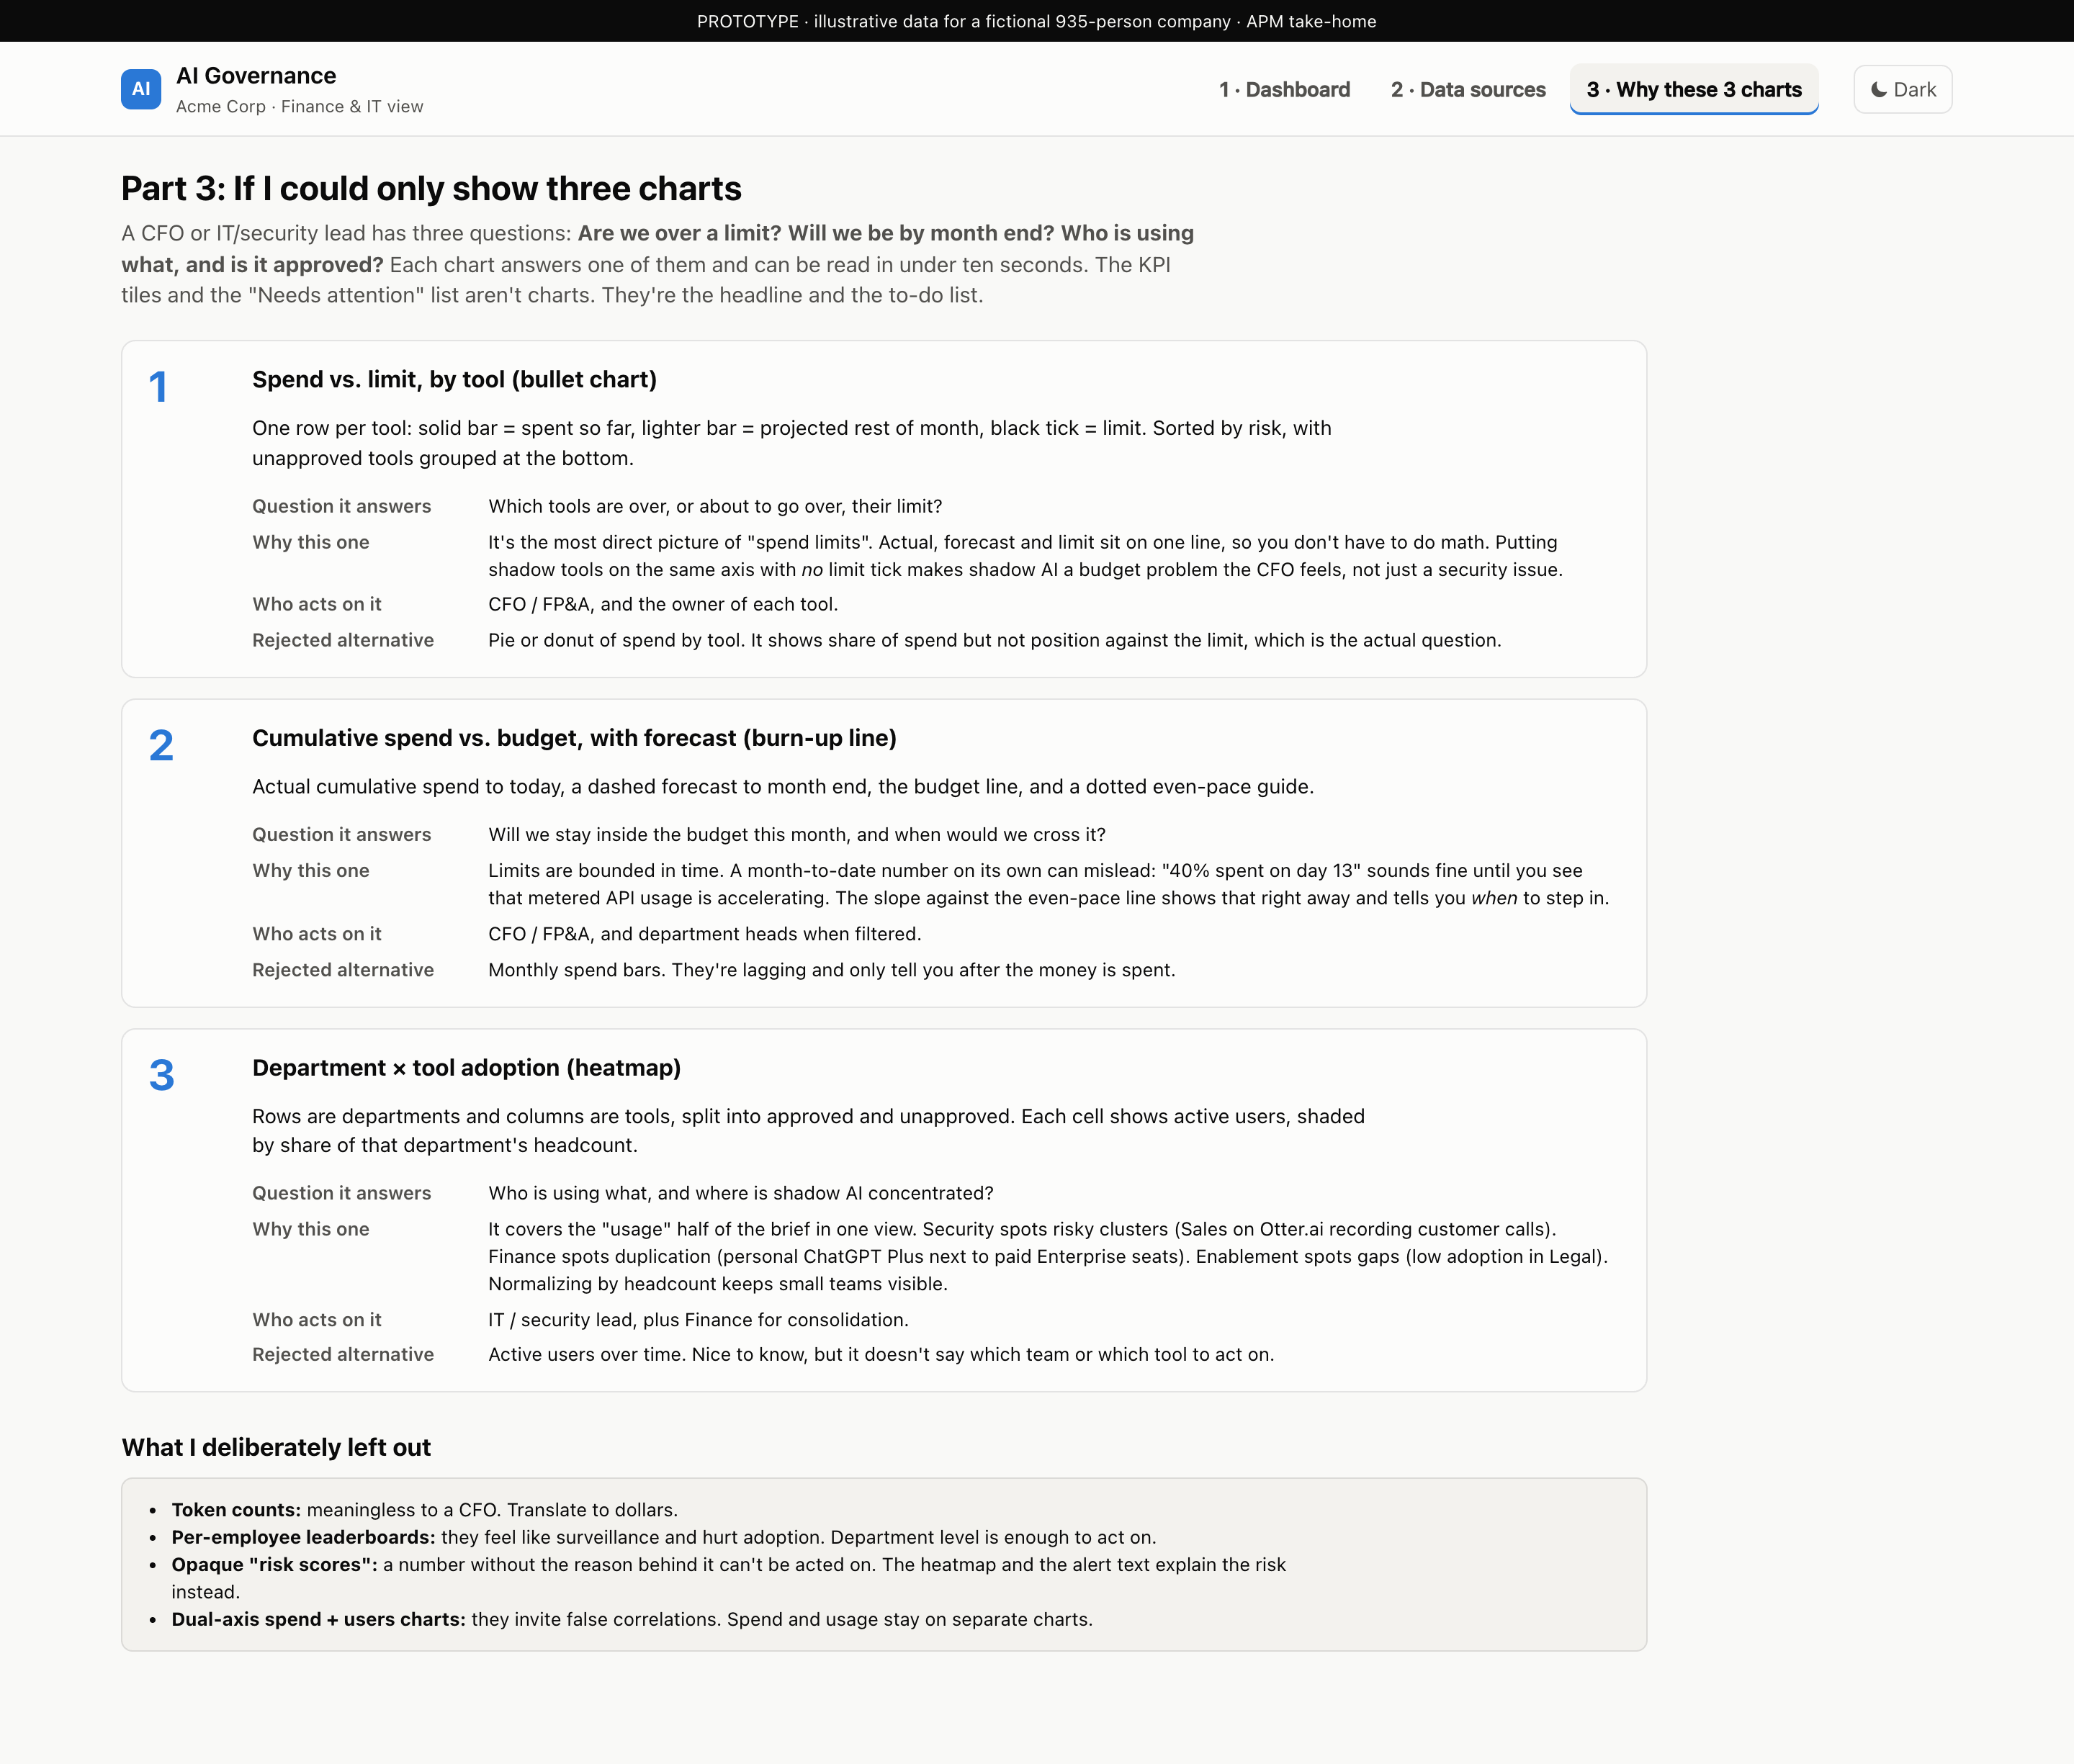 PROTOTYPE · illustrative data for a fictional 935-person company · APM take-home
AI
AI Governance
Acme Corp · Finance & IT view
1 · Dashboard
2 · Data sources
3 · Why these 3 charts
Dark
Part 3: If I could only show three charts
A CFO or IT/security lead has three questions: Are we over a limit? Will we be by month end? Who is using
what, and is it approved? Each chart answers one of them and can be read in under ten seconds. The KPI
tiles and the "Needs attention" list aren't charts. They're the headline and the to-do list.
1
Spend vs. limit, by tool (bullet chart)
One row per tool: solid bar = spent so far, lighter bar = projected rest of month, black tick = limit. Sorted by risk, with
unapproved tools grouped at the bottom.
Question it answers Which tools are over, or about to go over, their limit?
Why this one It's the most direct picture of "spend limits". Actual, forecast and limit sit on one line, so you don't have to do math. Putting
shadow tools on the same axis with no limit tick makes shadow AI a budget problem the CFO feels, not just a security issue.
Who acts on it CFO / FP&A, and the owner of each tool.
Rejected alternative Pie or donut of spend by tool. It shows share of spend but not position against the limit, which is the actual question.
2
Cumulative spend vs. budget, with forecast (burn-up line)
Actual cumulative spend to today, a dashed forecast to month end, the budget line, and a dotted even-pace guide.
Question it answers Will we stay inside the budget this month, and when would we cross it?
Why this one Limits are bounded in time. A month-to-date number on its own can mislead: "40% spent on day 13" sounds fine until you see
that metered API usage is accelerating. The slope against the even-pace line shows that right away and tells you when to step in.
Who acts on it CFO / FP&A, and department heads when filtered.
Rejected alternative Monthly spend bars. They're lagging and only tell you after the money is spent.
3
Department × tool adoption (heatmap)
Rows are departments and columns are tools, split into approved and unapproved. Each cell shows active users, shaded
by share of that department's headcount.
Question it answers Who is using what, and where is shadow AI concentrated?
Why this one It covers the "usage" half of the brief in one view. Security spots risky clusters (Sales on Otter.ai recording customer calls).
Finance spots duplication (personal ChatGPT Plus next to paid Enterprise seats). Enablement spots gaps (low adoption in Legal).
Normalizing by headcount keeps small teams visible.
Who acts on it IT / security lead, plus Finance for consolidation.
Rejected alternative Active users over time. Nice to know, but it doesn't say which team or which tool to act on.
What I deliberately left out
• Token counts: meaningless to a CFO. Translate to dollars.
• Per-employee leaderboards: they feel like surveillance and hurt adoption. Department level is enough to act on.
• Opaque "risk scores": a number without the reason behind it can't be acted on. The heatmap and the alert text explain the risk
instead.
• Dual-axis spend + users charts: they invite false correlations. Spend and usage stay on separate charts.